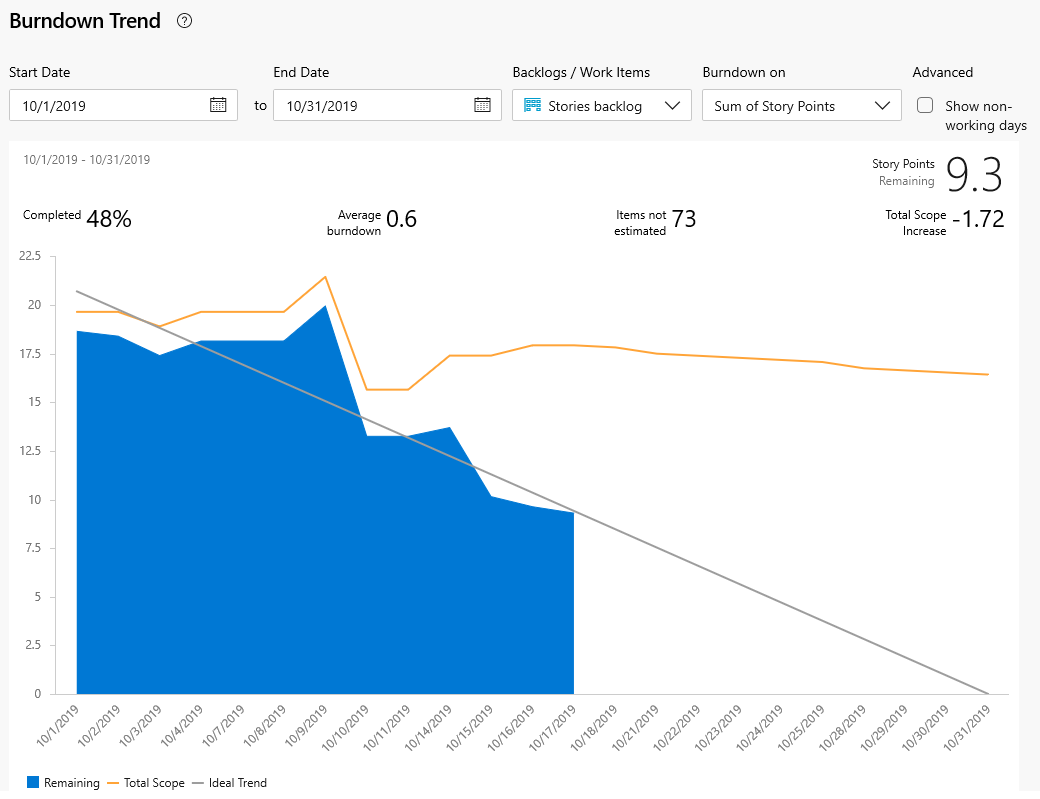 Burndown Trend ?
Start Date
End Date
Backlogs / Work Items
Burndown on
Advanced
10/1/2019
to
10/31/2019
Stories backlog
Sum of Story Points
Show non-
working days
10/1/2019 - 10/31/2019
Story Points
Remaining
9.3
Completed 48%
Average
burndown
0.6
Items not
estimated
73
Total Scope
Increase
-1.72
22.5
20
17.5
15
12.5
10
7.5
5
2.5
0
10/1/2019
10/2/2019
10/3/2019
10/4/2019
10/7/2019
10/8/2019
10/9/2019
10/10/2019
10/11/2019
10/14/2019
10/15/2019
10/16/2019
10/17/2019
10/18/2019
10/21/2019
10/22/2019
10/23/2019
10/24/2019
10/25/2019
10/28/2019
10/29/2019
10/30/2019
10/31/2019
Remaining Total Scope Ideal Trend